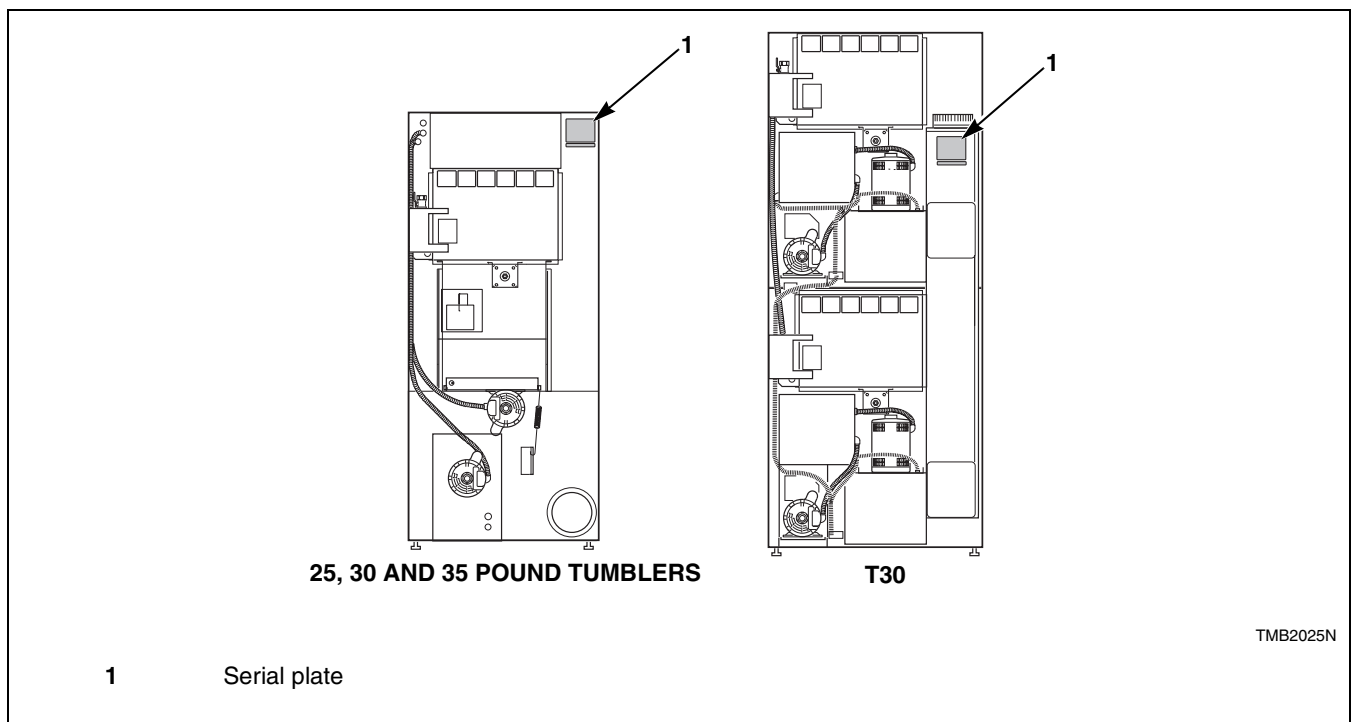 1
1
25, 30 AND 35 POUND TUMBLERS
T30
TMB2025N
1 Serial plate